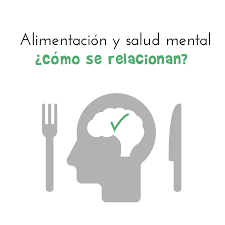 Alimentación y salud mental
¿cómo se relacionan?